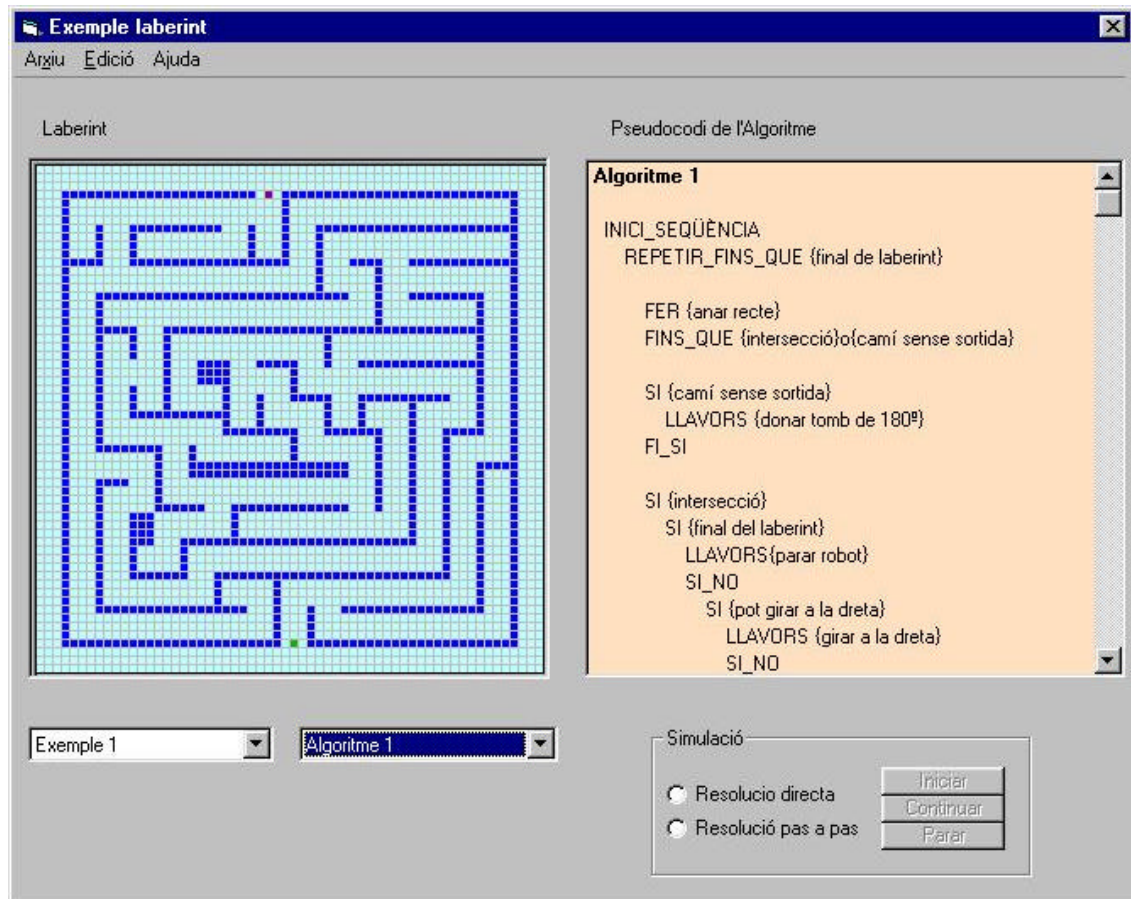 Exemple laberint
Arxiu Edició Ajuda
Laberint
Pseudocodi de l'Algoritme
Algoritme 1
INICI_SEQÜÈNCIA
REPETIR_FINS_QUE {final de laberint}
FER {anar recte}
FINS_QUE {intersecció}o{camí sense sortida}
SI {camí sense sortida}
LLAVORS {donar tomb de 180º}
FI_SI
SI {intersecció}
SI {final del laberint}
LLAVORS{parar robot}
SI_NO
SI {pot girar a la dreta}
LLAVORS {girar a la dreta}
SI_NO
Exemple 1
Algoritme 1
Simulació
Resolucio directa
Resolució pas a pas
Iniciar
Continuar
Parar